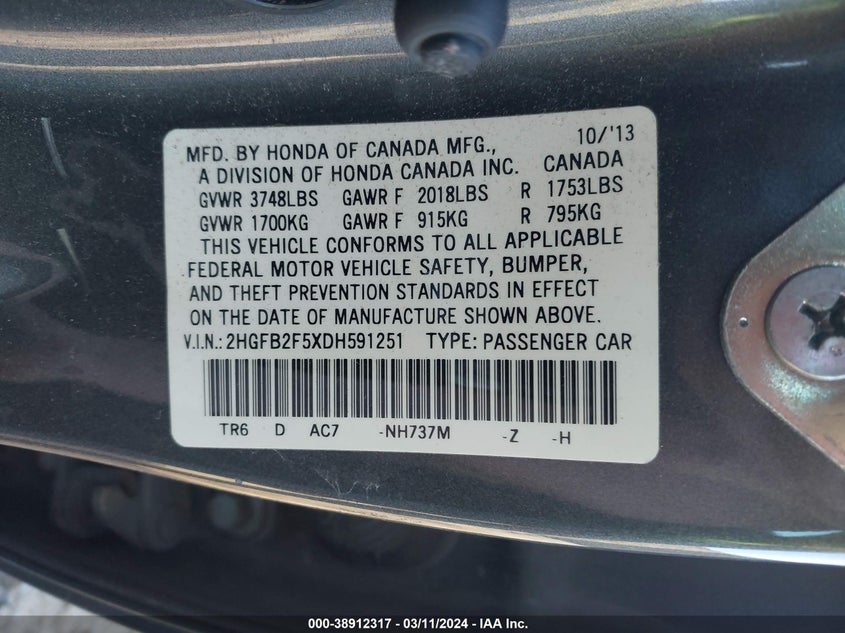 10/'13
MFD. BY HONDA OF CANADA MFG.,
A DIVISION OF HONDA CANADA INC. CANADA
GVWR 3748LBS GAWR F 2018LBS R 1753LBS
GVWR 1700KG GAWR F 915KG R 795KG
THIS VEHICLE CONFORMS TO ALL APPLICABLE
FEDERAL MOTOR VEHICLE SAFETY, BUMPER,
AND THEFT PREVENTION STANDARDS IN EFFECT
ON THE DATE OF MANUFACTURE SHOWN ABOVE.
V.I.N.: 2HGFB2F5XDH591251 TYPE: PASSENGER CAR
TR6 D AC7 -NH737M -Z -H
000-38912317 - 03/11/2024 - IAA Inc.